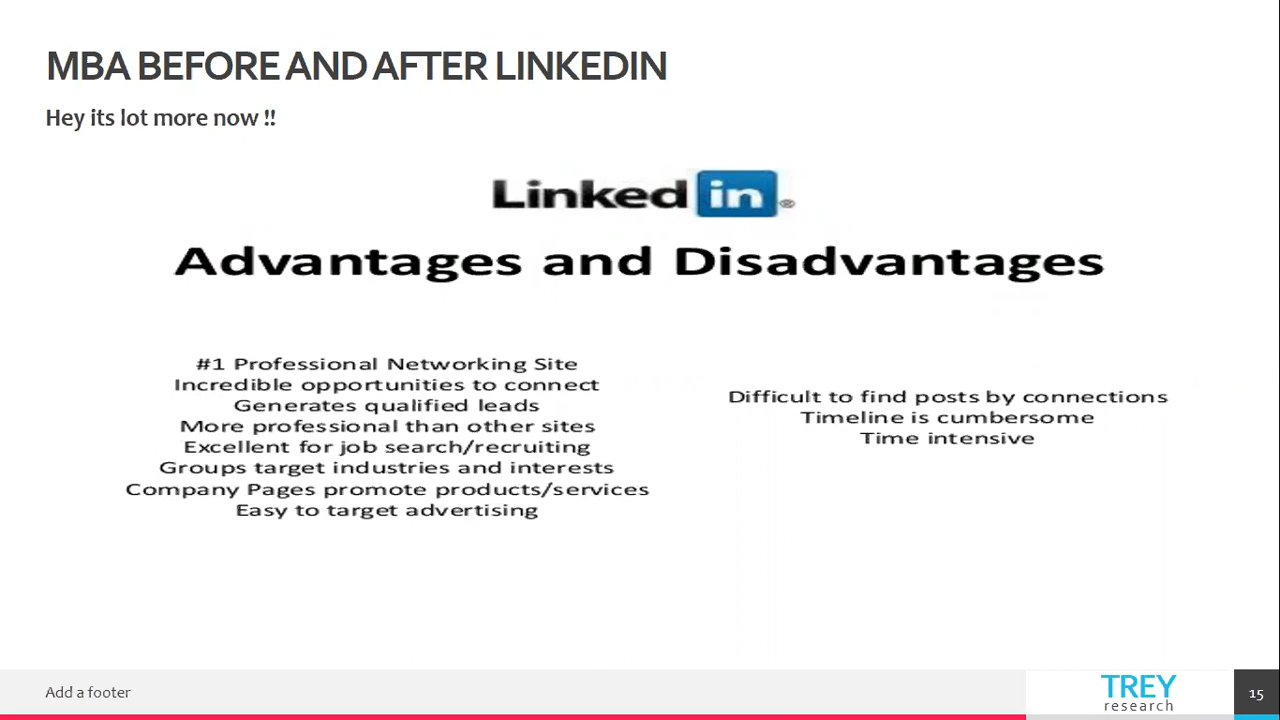 MBA BEFORE AND AFTER LINKEDIN
Hey its lot more now !!
Linked in ®
Advantages and Disadvantages
#1 Professional Networking Site
Incredible opportunities to connect
Generates qualified leads
More professional than other sites
Excellent for job search/recruiting
Groups target industries and interests
Company Pages promote products/services
Easy to target advertising
Difficult to find posts by connections
Timeline is cumbersome
Time intensive
Add a footer
TREY
research
15